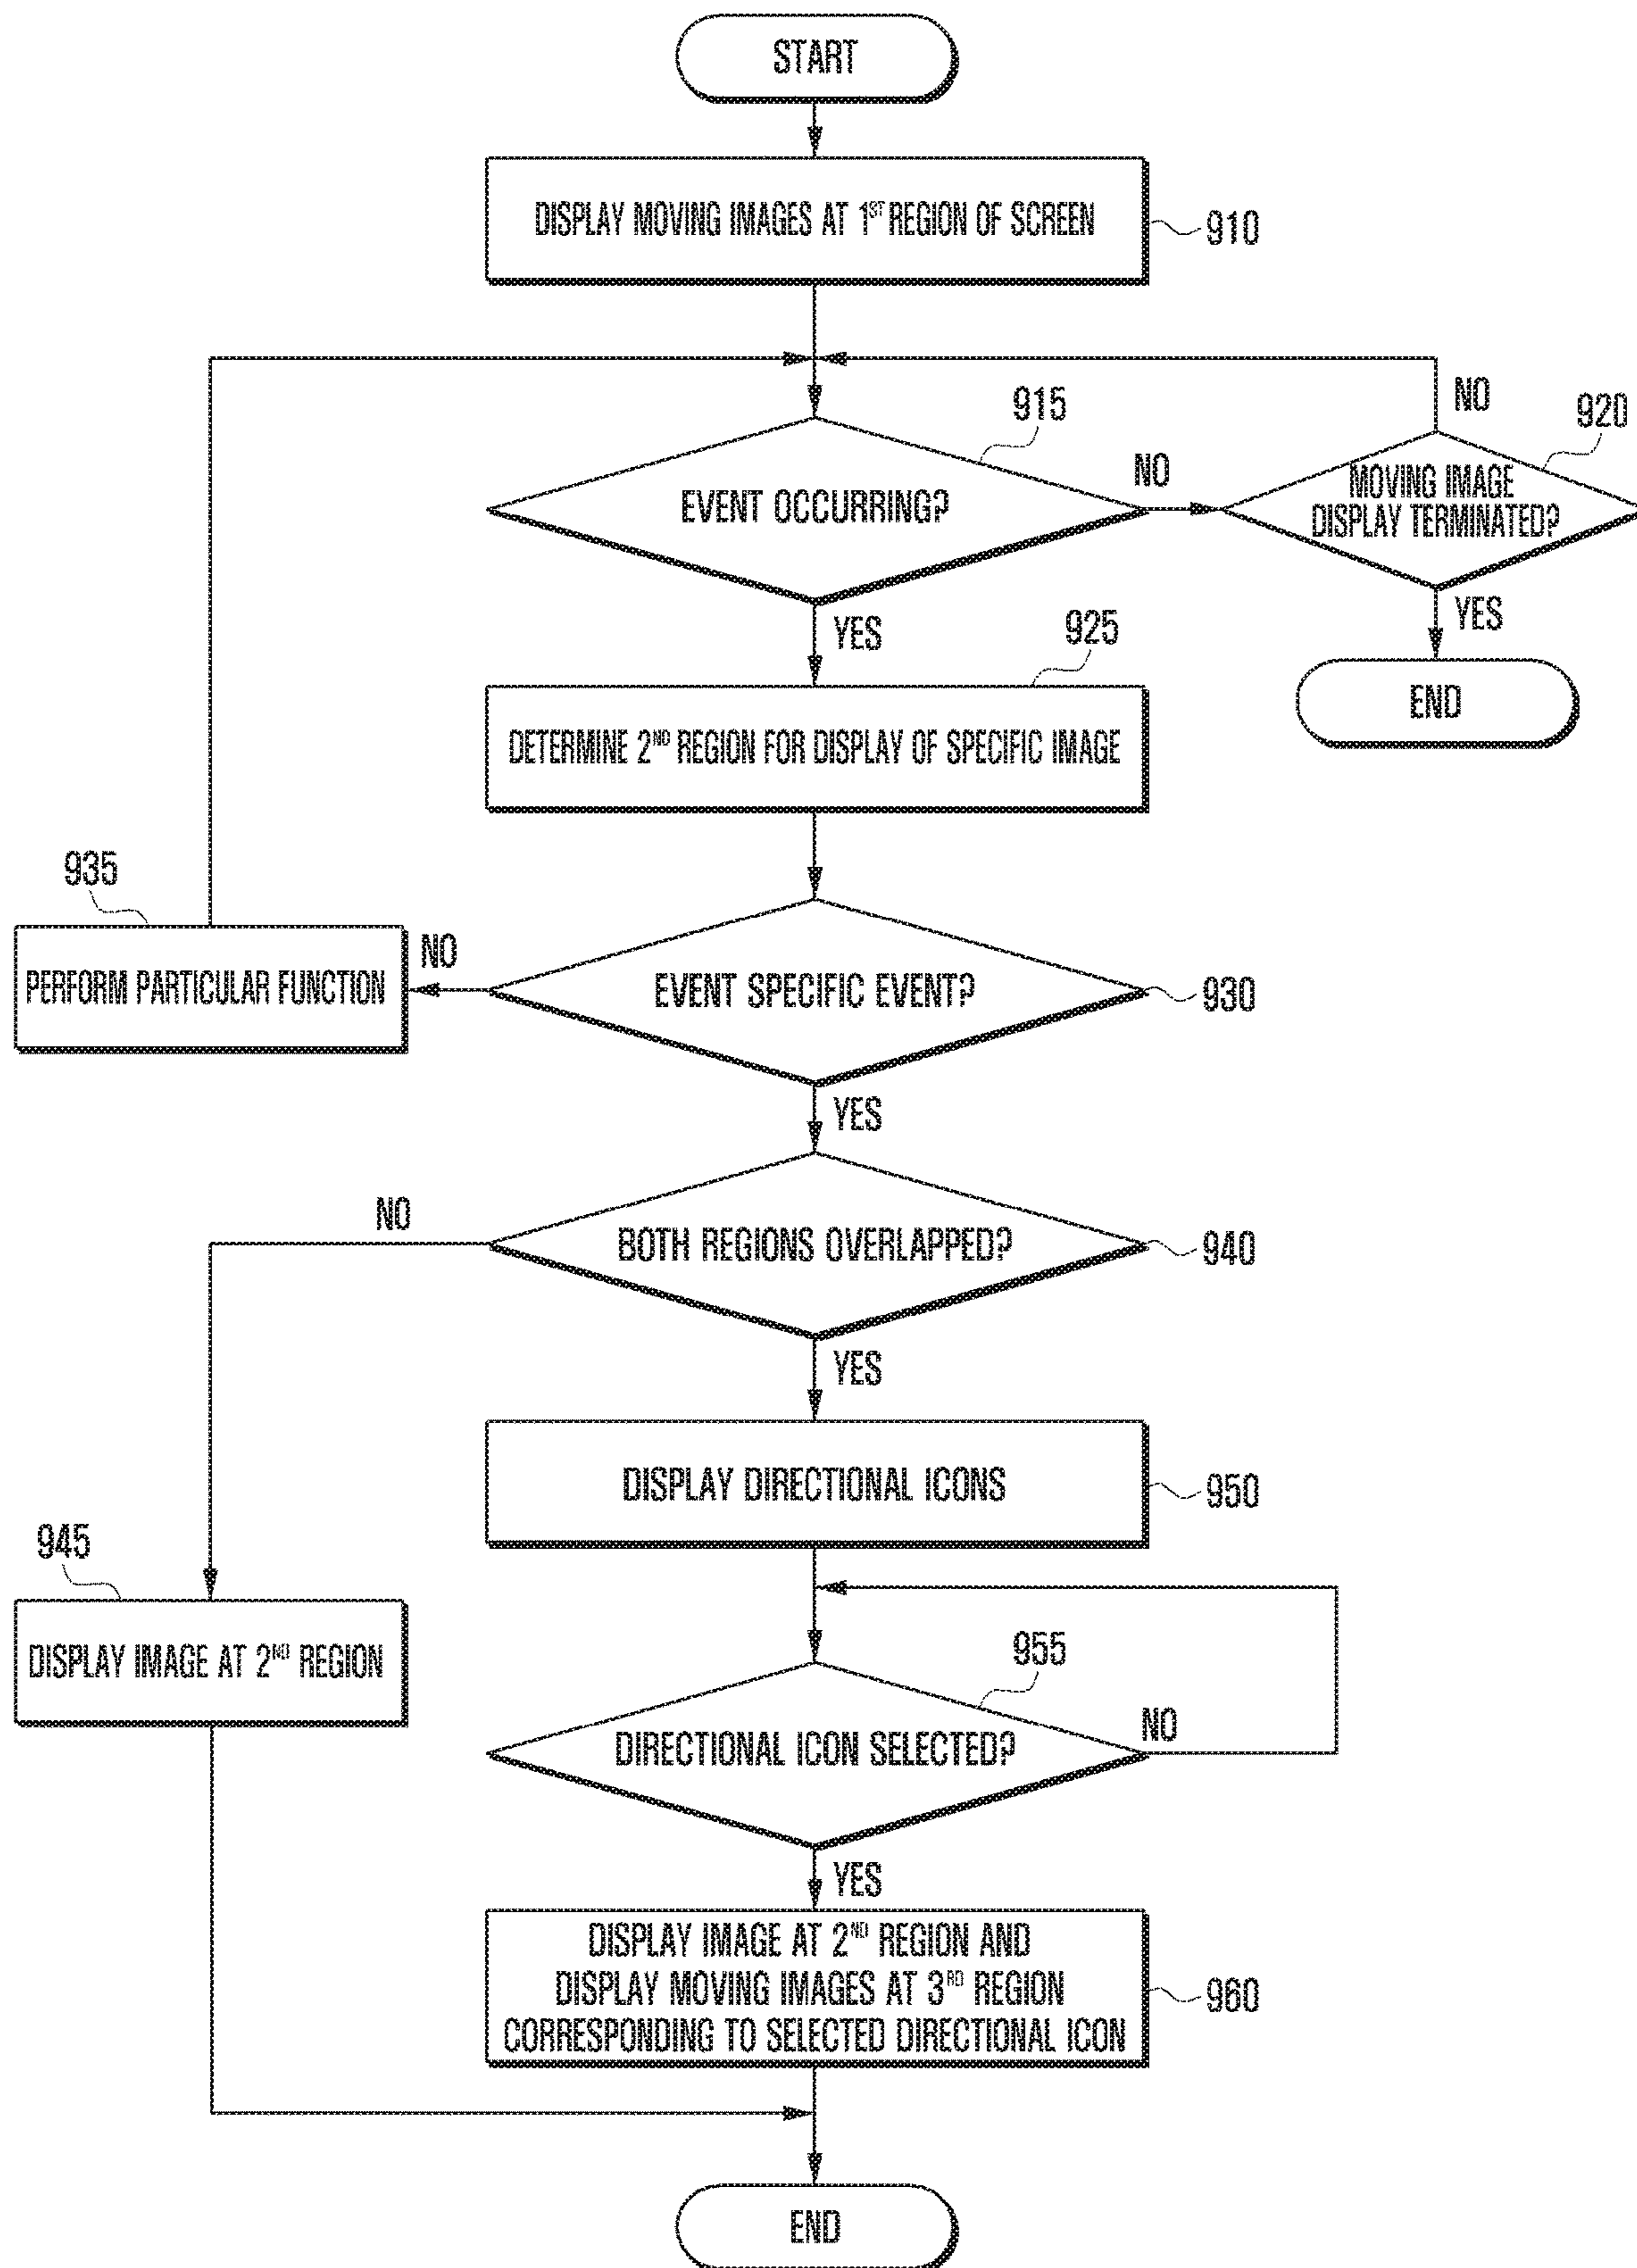 START
DISPLAY MOVING IMAGES AT 1ST REGION OF SCREEN
910
915
NO
920
EVENT OCCURRING?
NO
MOVING IMAGE
DISPLAY TERMINATED?
YES
YES
END
925
DETERMINE 2ND REGION FOR DISPLAY OF SPECIFIC IMAGE
935
PERFORM PARTICULAR FUNCTION
NO
EVENT SPECIFIC EVENT?
930
YES
NO
BOTH REGIONS OVERLAPPED?
940
YES
DISPLAY DIRECTIONAL ICONS
950
945
DISPLAY IMAGE AT 2ND REGION
955
DIRECTIONAL ICON SELECTED?
NO
YES
DISPLAY IMAGE AT 2ND REGION AND
DISPLAY MOVING IMAGES AT 3RD REGION
CORRESPONDING TO SELECTED DIRECTIONAL ICON
960
END